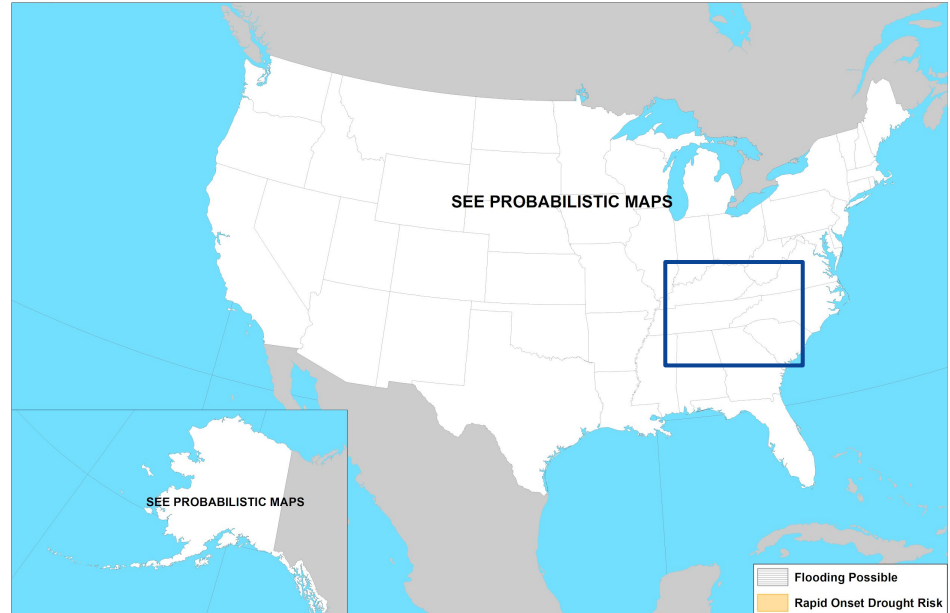 SEE PROBABILISTIC MAPS
SEE PROBABILISTIC MAPS
Flooding Possible
Rapid Onset Drought Risk